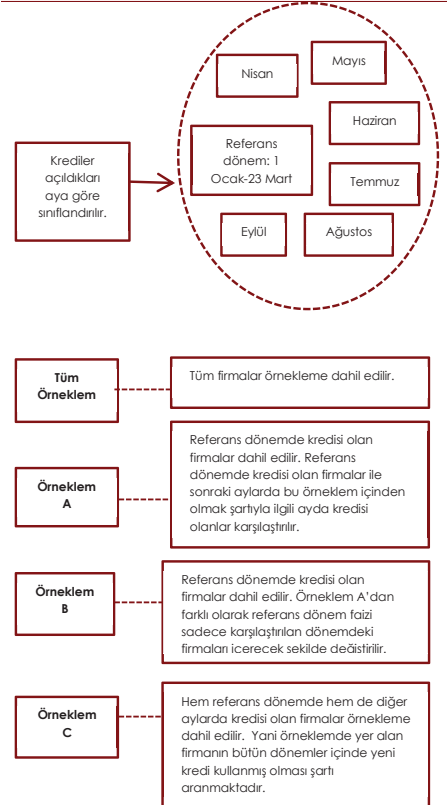 Nisan
Mayıs
Haziran
Referans
dönem: 1
Ocak-23 Mart
Krediler
açıldıkları
aya göre
sınıflandırılır.
Temmuz
Eylül
Ağustos
Tüm
Örneklem
Tüm firmalar örnekleme dahil edilir.
Örneklem
A
Referans dönemde kredisi olan
firmalar dahil edilir. Referans
dönemde kredisi olan firmalar ile
sonraki aylarda bu örneklem içinden
olmak şartıyla ilgili ayda kredisi
olanlar karşılaştırılır.
Örneklem
B
Referans dönemde kredisi olan
firmalar dahil edilir. Örneklem A’dan
farklı olarak referans dönem faizi
sadece karşılaştırılan dönemdeki
firmaları icerecek sekilde deăistirilir.
Örneklem
C
Hem referans dönemde hem de diğer
aylarda kredisi olan firmalar örnekleme
dahil edilir. Yani örneklemde yer alan
firmanın bütün dönemler içinde yeni
kredi kullanmış olması şartı
aranmaktadır.